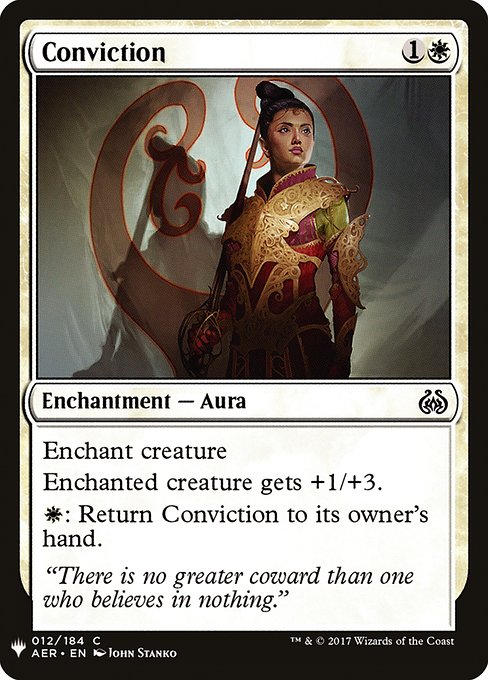 Conviction 1
Enchantment — Aura
Enchant creature
Enchanted creature gets +1/+3.
: Return Conviction to its owner's
hand.
“There is no greater coward than one
who believes in nothing.”
012/184 C
AER • EN John Stanko
™ & © 2017 Wizards of the Coast